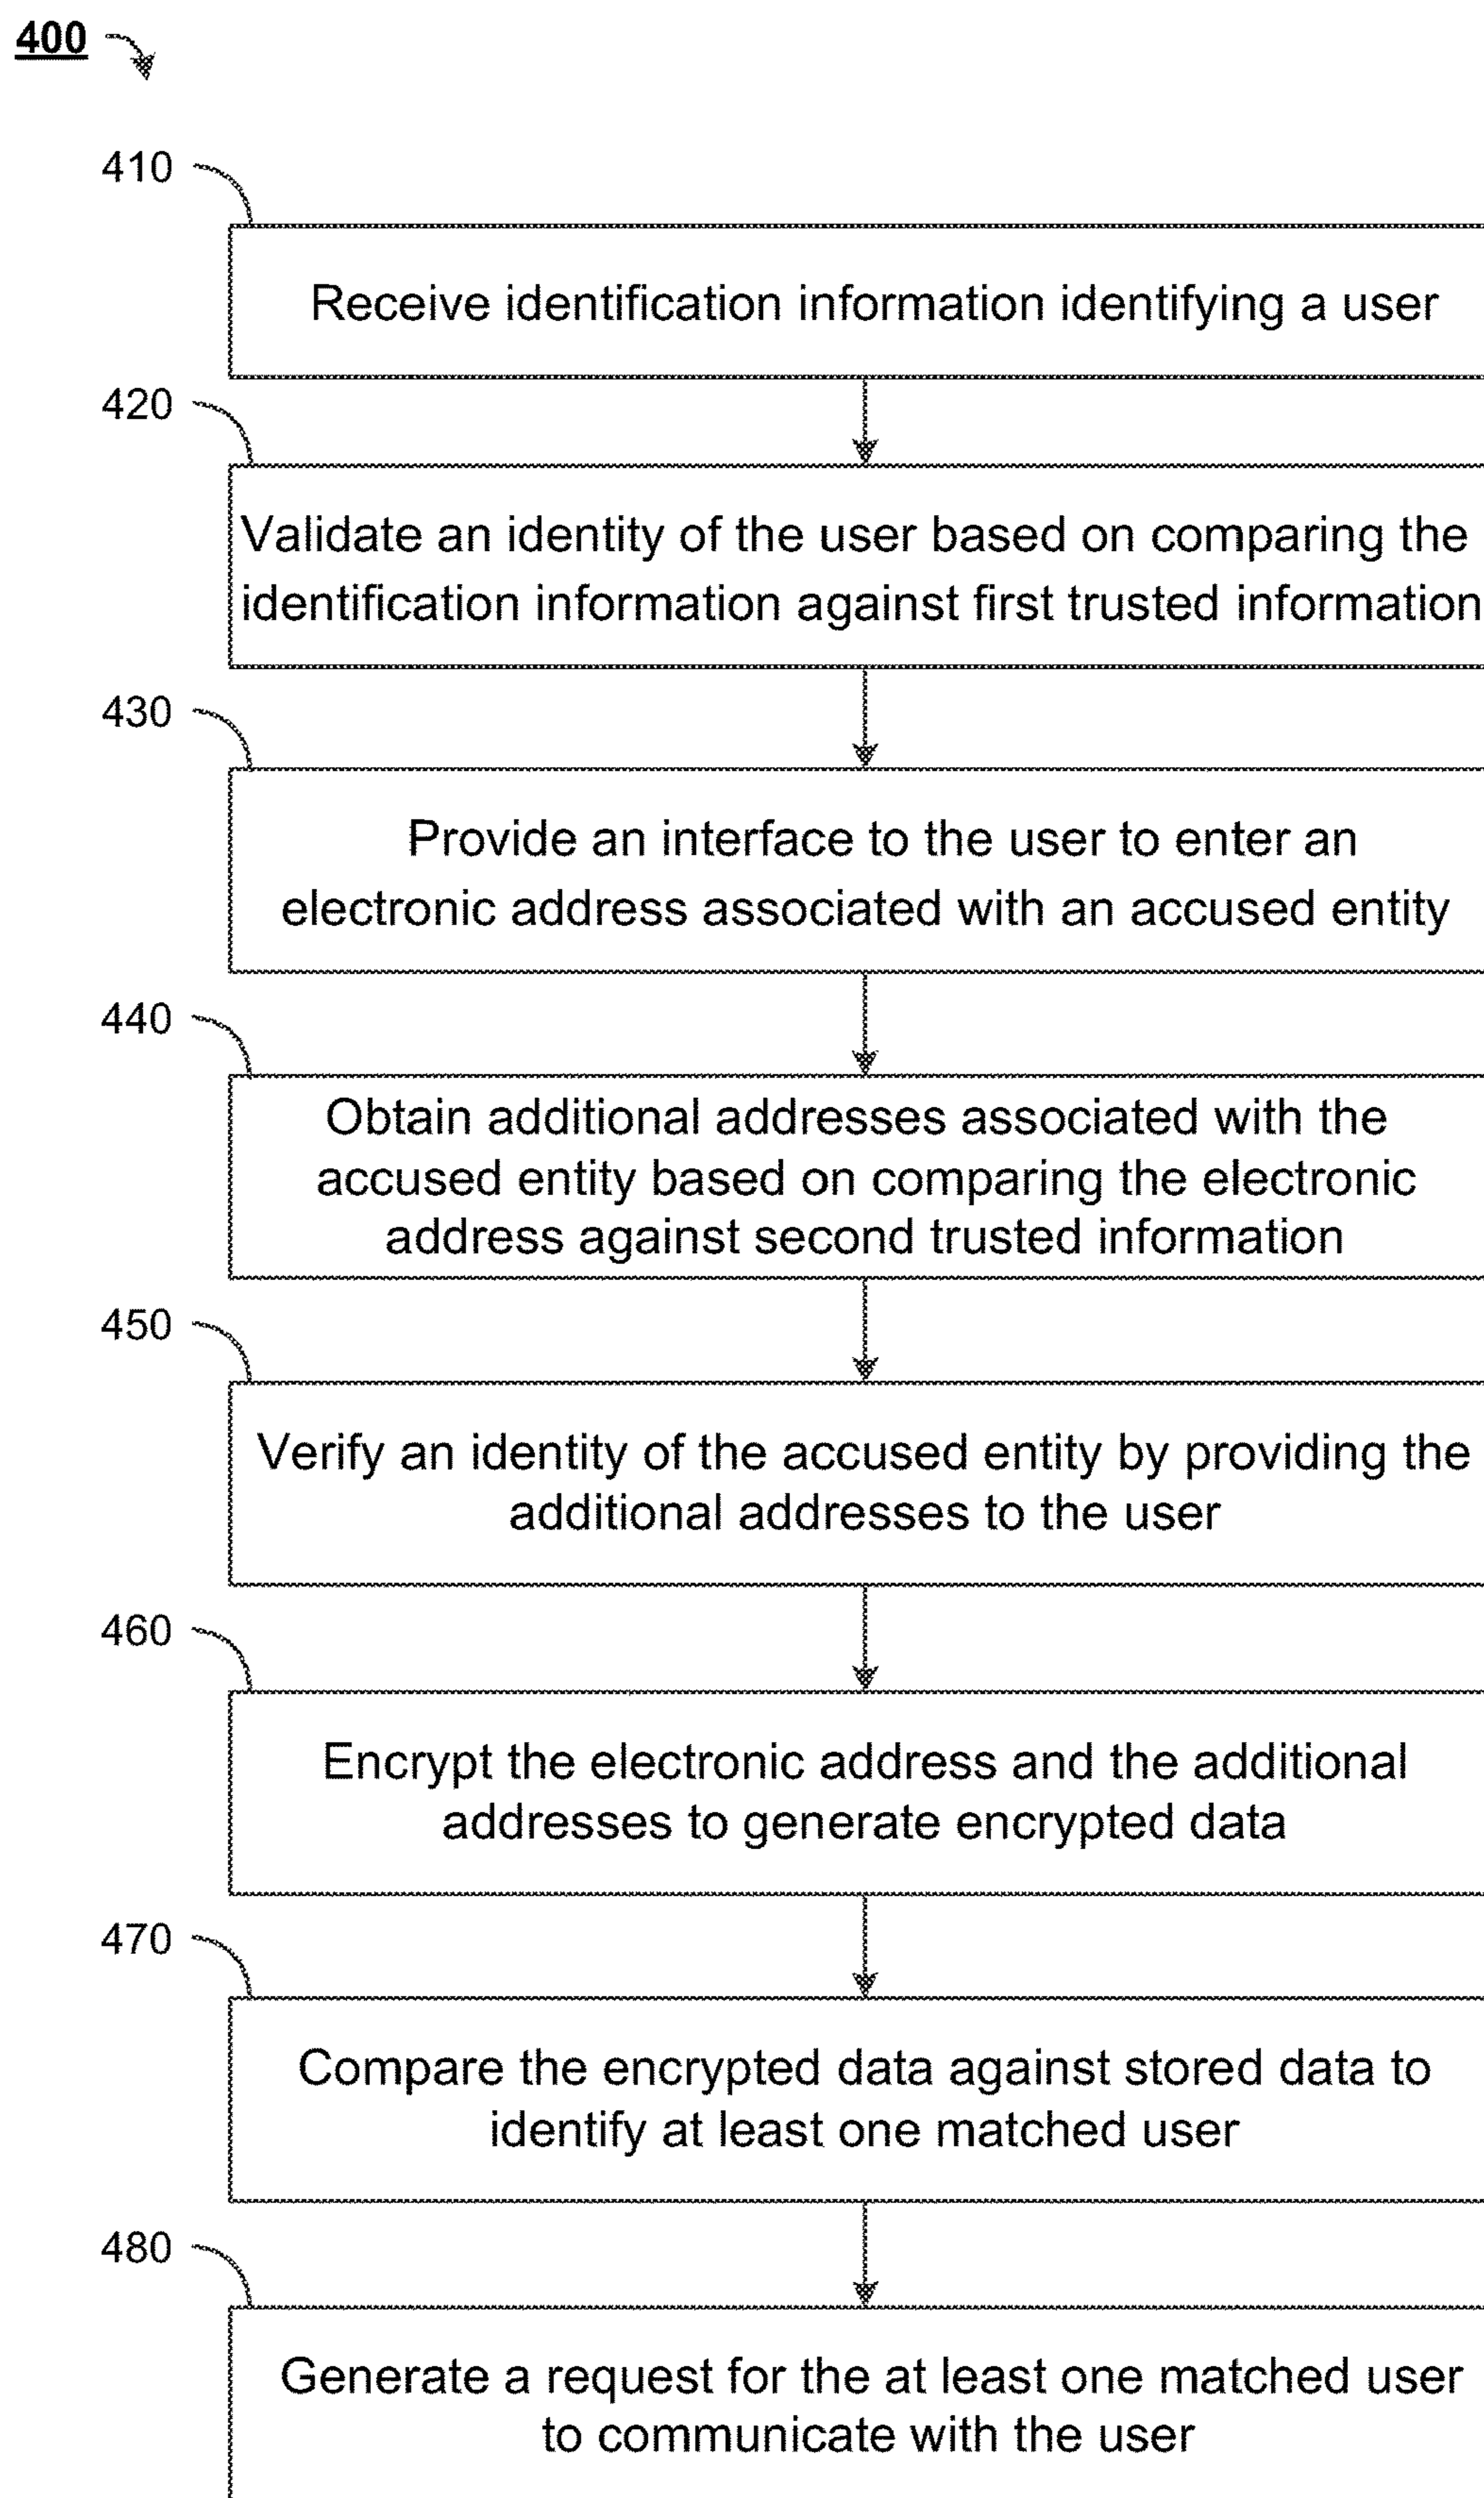 400
410
Receive identification information identifying a user
420
Validate an identity of the user based on comparing the
identification information against first trusted information
430
Provide an interface to the user to enter an
electronic address associated with an accused entity
440
Obtain additional addresses associated with the
accused entity based on comparing the electronic
address against second trusted information
450
Verify an identity of the accused entity by providing the
additional addresses to the user
460
Encrypt the electronic address and the additional
addresses to generate encrypted data
470
Compare the encrypted data against stored data to
identify at least one matched user
480
Generate a request for the at least one matched user
to communicate with the user